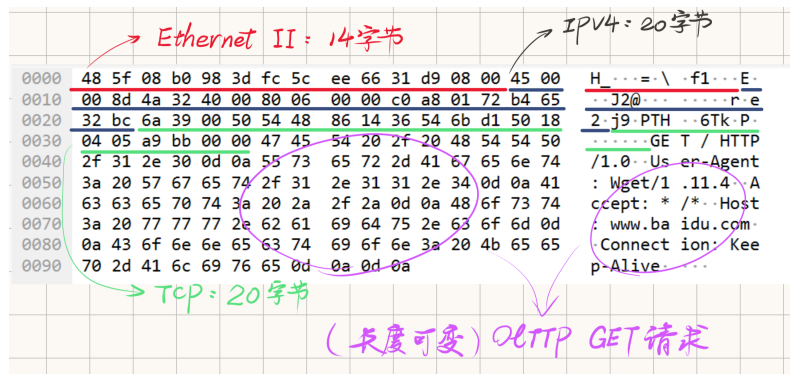 Ethernet II: 14字节
IPV4: 20字节
0000 48 5f 08 b0 98 3d fc 5c ee 66 31 d9 08 00 45 00 H_···=·\ ·f1···E·
0010 00 8d 4a 32 40 00 80 06 00 00 c0 a8 01 72 b4 65 ··J2@··· ·····r·e
0020 32 bc 6a 39 00 50 54 48 86 14 36 54 6b d1 50 18 2·j9·PTH ··6Tk·P·
0030 04 05 a9 bb 00 00 47 45 54 20 2f 20 48 54 54 50 ······GE T / HTTP
0040 2f 31 2e 30 0d 0a 55 73 65 72 2d 41 67 65 6e 74 /1.0··Us er-Agent
0050 3a 20 57 67 65 74 2f 31 2e 31 31 2e 34 0d 0a 41 : Wget/1 .11.4··A
0060 63 63 65 70 74 3a 20 2a 2f 2a 0d 0a 48 6f 73 74 ccept: * /*··Host
0070 3a 20 77 77 77 2e 62 61 69 64 75 2e 63 6f 6d 0d : www.ba idu.com·
0080 0a 43 6f 6e 6e 65 63 74 69 6f 6e 3a 20 4b 65 65 ·Connect ion: Kee
0090 70 2d 41 6c 69 76 65 0d 0a 0d 0a p-Alive· ···
TCP: 20字节
(长度可变) HTTP GET请求